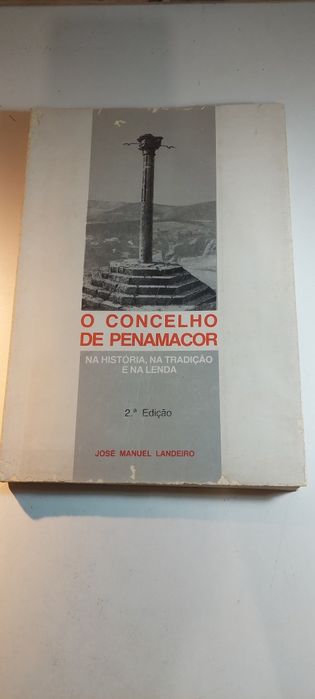 O CONCELHO
DE PENAMACOR
NA HISTÓRIA, NA TRADIÇÃO
E NA LENDA
2.ª Edição
JOSÉ MANUEL LANDEIRO